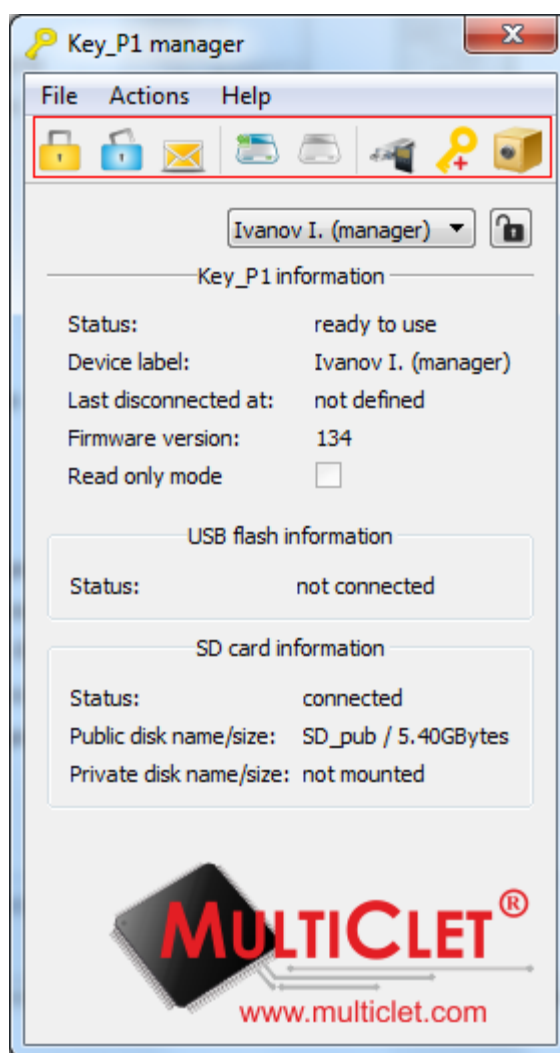 Key_P1 manager
File Actions Help
Ivanov I. (manager)
Key_P1 information
Status: ready to use
Device label: Ivanov I. (manager)
Last disconnected at: not defined
Firmware version: 134
Read only mode
USB flash information
Status: not connected
SD card information
Status: connected
Public disk name/size: SD_pub / 5.40GBytes
Private disk name/size: not mounted
MULTICLET®
www.multiclet.com